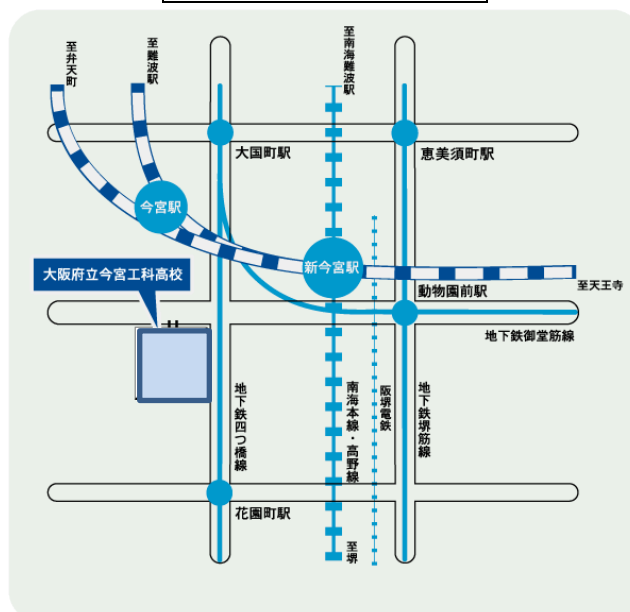 至弁天町
至難波駅
至南海難波駅
大国町駅
恵美須町駅
今宮駅
新今宮駅
大阪府立今宮工科高校
動物園前駅
至天王寺
地下鉄御堂筋線
地下鉄四つ橋線
南海本線・高野線
阪堺電鉄
地下鉄堺筋線
花園町駅
至堺